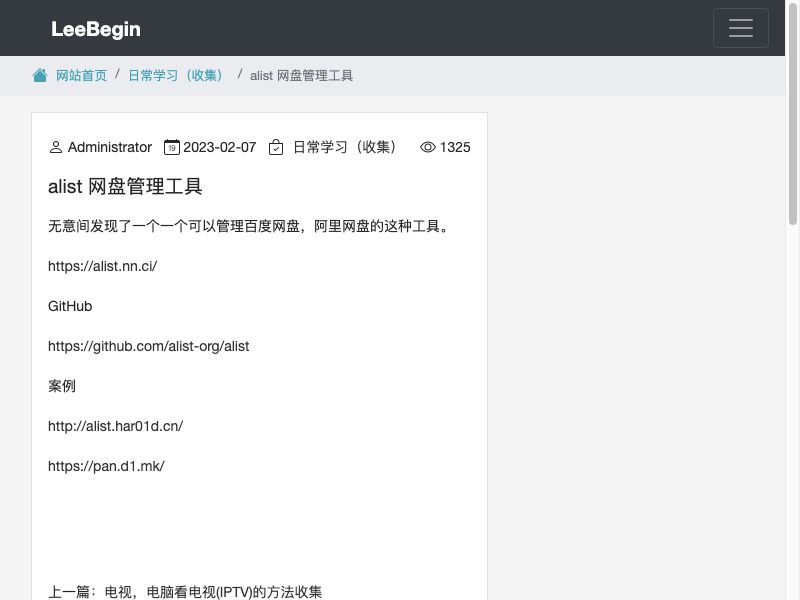 LeeBegin
网站首页 / 日常学习（收集） / alist 网盘管理工具
Administrator 19 2023-02-07 日常学习（收集） 1325
alist 网盘管理工具
无意间发现了一个一个可以管理百度网盘，阿里网盘的这种工具。
https://alist.nn.ci/
GitHub
https://github.com/alist-org/alist
案例
http://alist.har01d.cn/
https://pan.d1.mk/
上一篇：电视，电脑看电视(IPTV)的方法收集